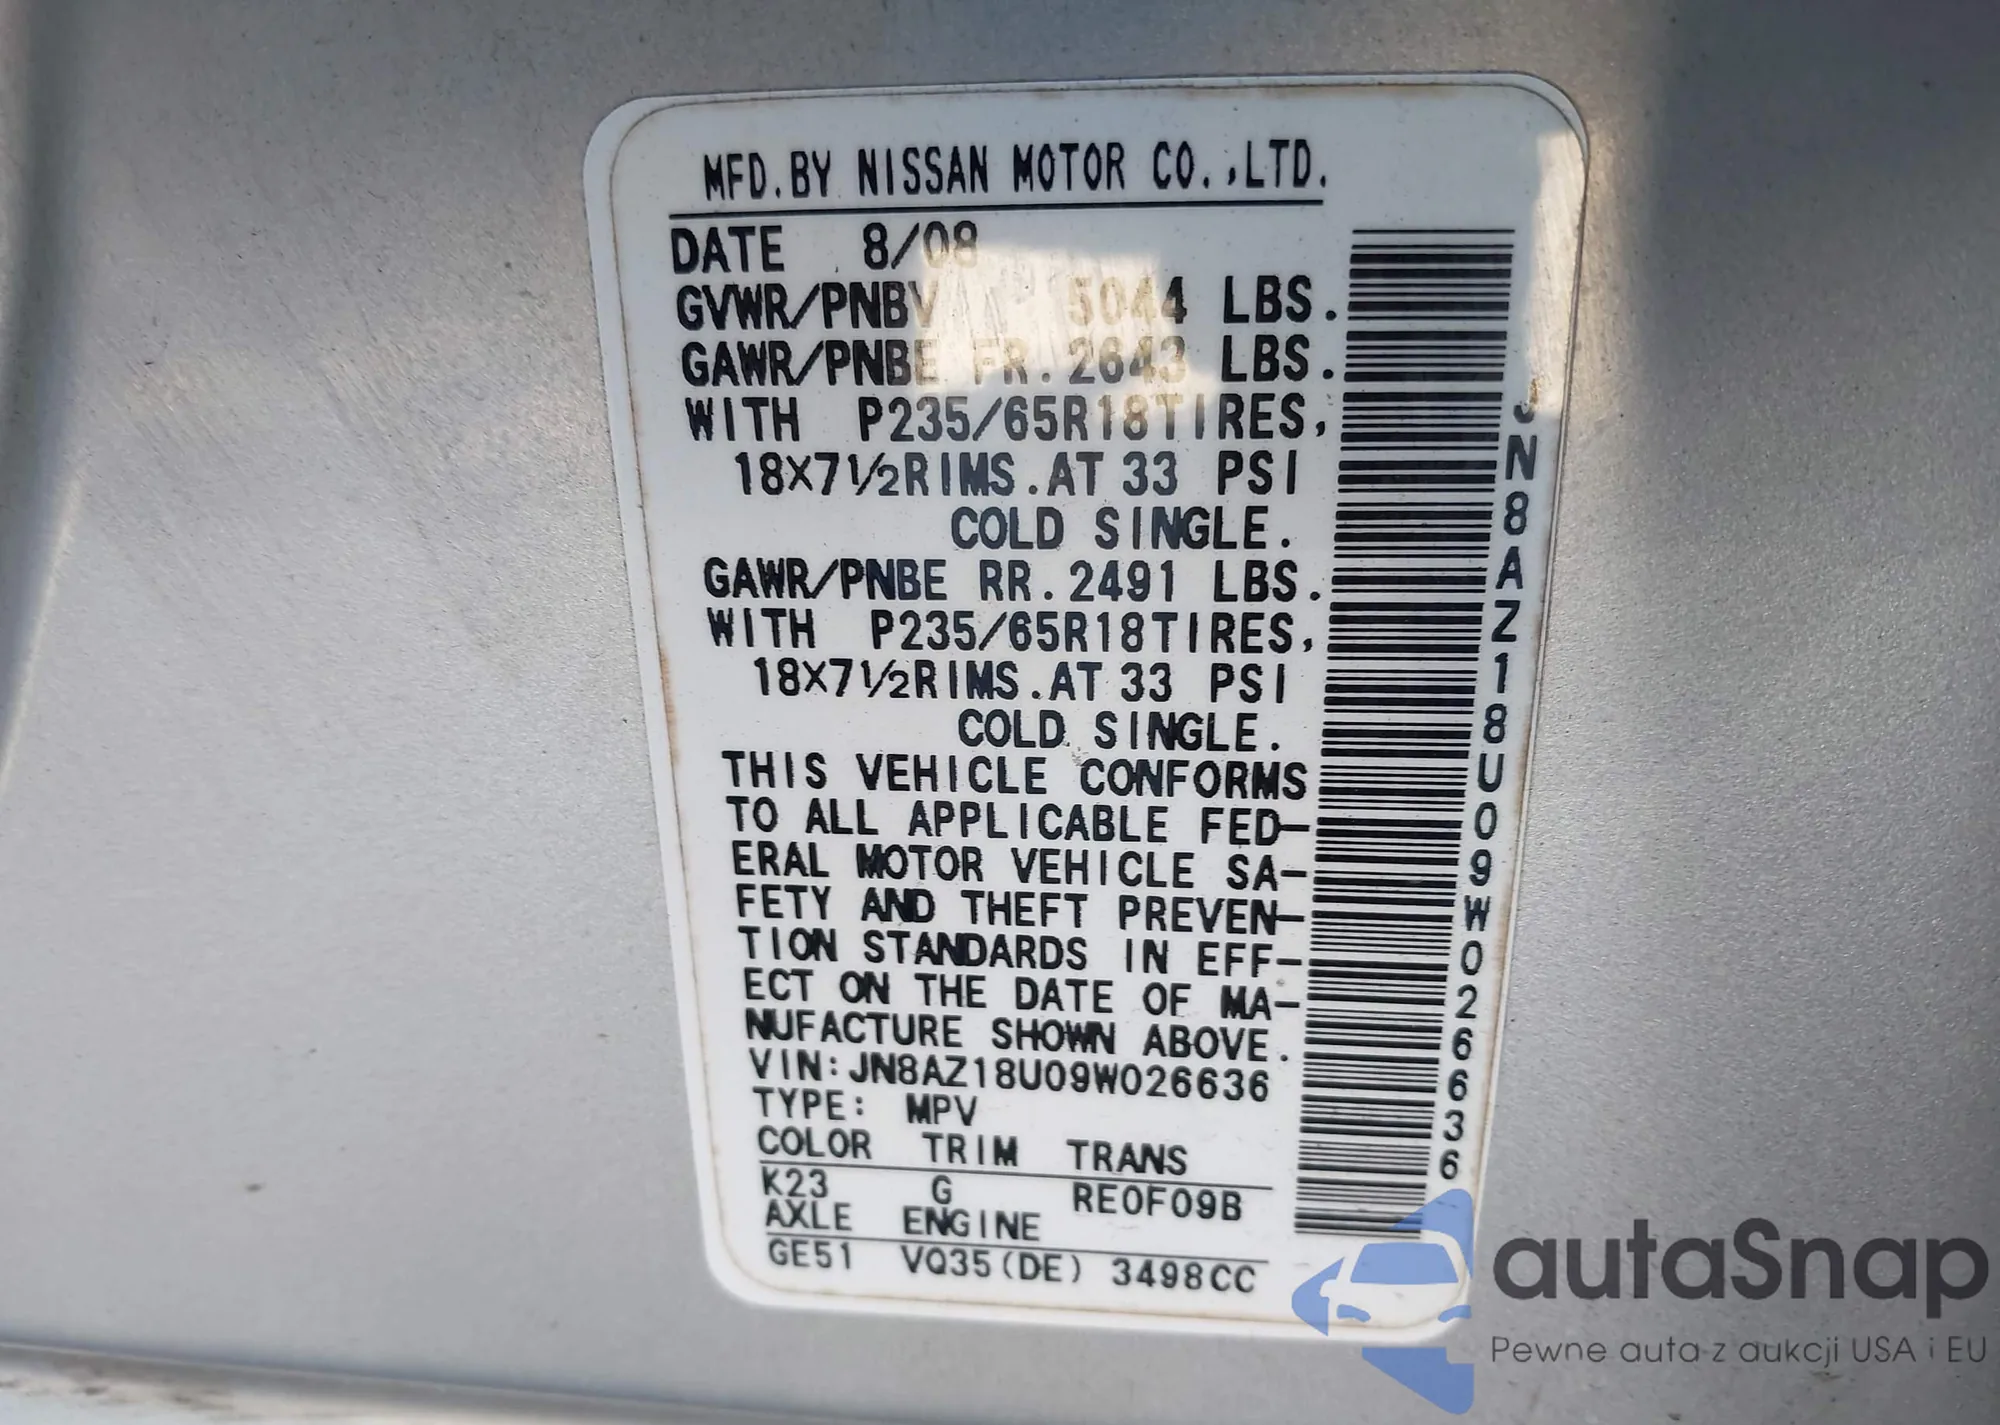 MFD.BY NISSAN MOTOR CO.,LTD.
DATE 8/08
GVWR/PNBV 5044 LBS.
GAWR/PNBE FR.2643 LBS.
WITH P235/65R18TIRES,
18X7½RIMS.AT 33 PSI
COLD SINGLE.
GAWR/PNBE RR.2491 LBS.
WITH P235/65R18TIRES,
18X7½RIMS.AT 33 PSI
COLD SINGLE.
THIS VEHICLE CONFORMS
TO ALL APPLICABLE FED-
ERAL MOTOR VEHICLE SA-
FETY AND THEFT PREVEN-
TION STANDARDS IN EFF-
ECT ON THE DATE OF MA-
NUFACTURE SHOWN ABOVE.
VIN:JN8AZ18U09W026636
TYPE: MPV
COLOR TRIM TRANS
K23 G RE0F09B
AXLE ENGINE
GE51 VQ35(DE) 3498CC
JN8AZ18U09W026636
autaSnap
Pewne auta z aukcji USA i EU